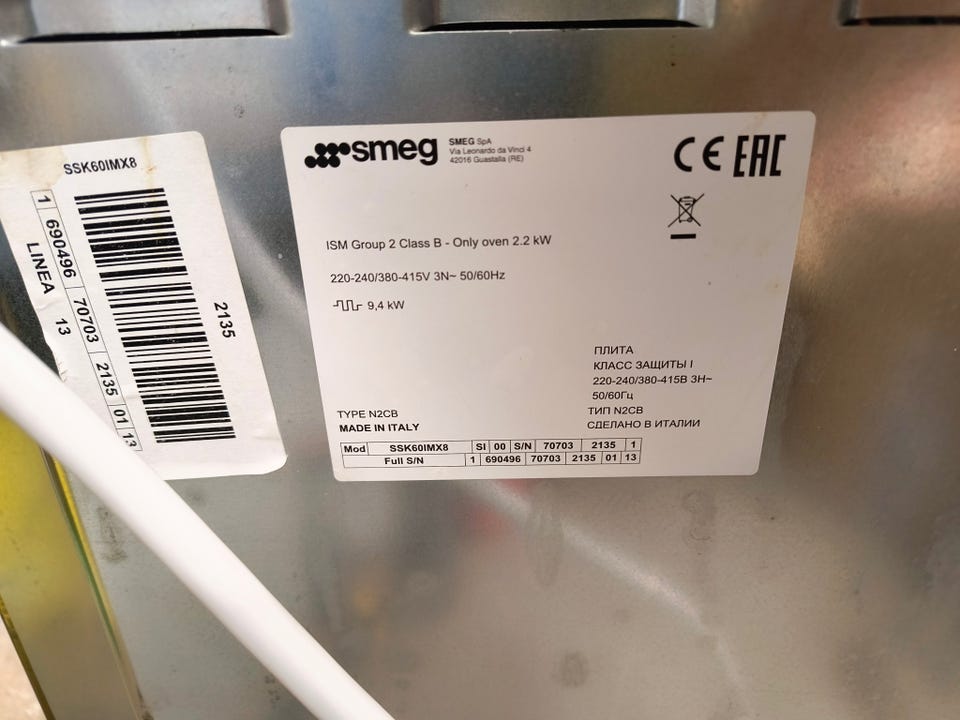 SSK60IMX8
1 690496 70703 2135 01 13
LINEA 13
2135
smeg
SMEG SpA
Via Leonardo da Vinci 4
42016 Guastalla (RE)
CE EAC
ISM Group 2 Class B - Only oven 2.2 kW
220-240/380-415V 3N~ 50/60Hz
9,4 kW
ПЛИТА
КЛАСС ЗАЩИТЫ I
220-240/380-415В 3Н~
50/60Гц
ТИП N2CB
СДЕЛАНО В ИТАЛИИ
TYPE N2CB
MADE IN ITALY
Mod SSK60IMX8 SI 00 S/N 70703 2135 1
Full S/N 1 690496 70703 2135 01 13